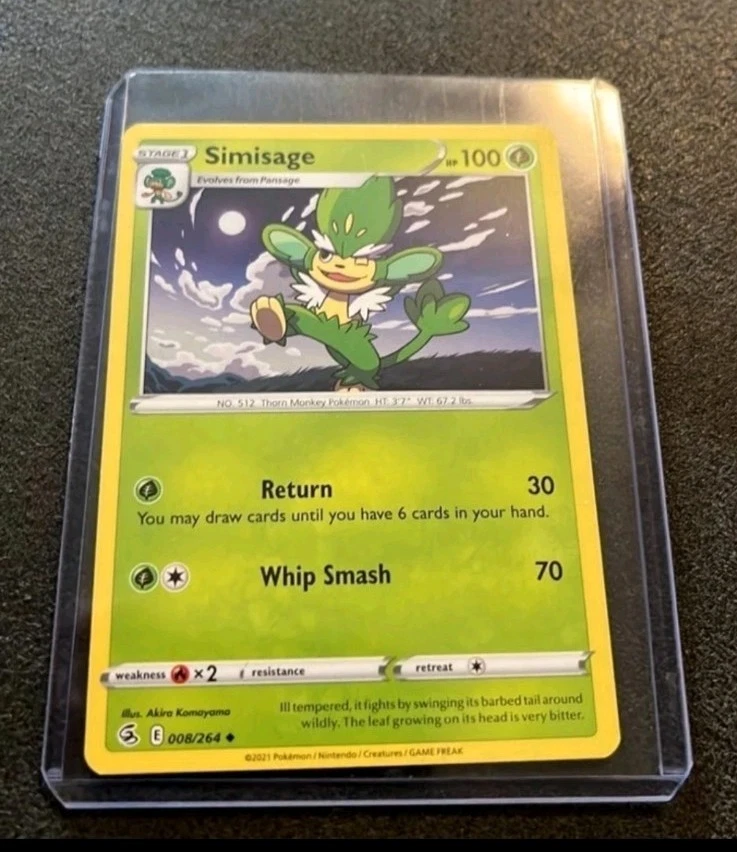 STAGE 1
Simisage
HP 100
Evolves from Pansage
NO. 512 Thorn Monkey Pokémon HT: 3'7" WT: 67.2 lbs.
Return 30
You may draw cards until you have 6 cards in your hand.
Whip Smash 70
weakness ×2 resistance retreat
Illus. Akira Komayama
Ill tempered, it fights by swinging its barbed tail around
wildly. The leaf growing on its head is very bitter.
E 008/264
©2021 Pokémon / Nintendo / Creatures / GAME FREAK